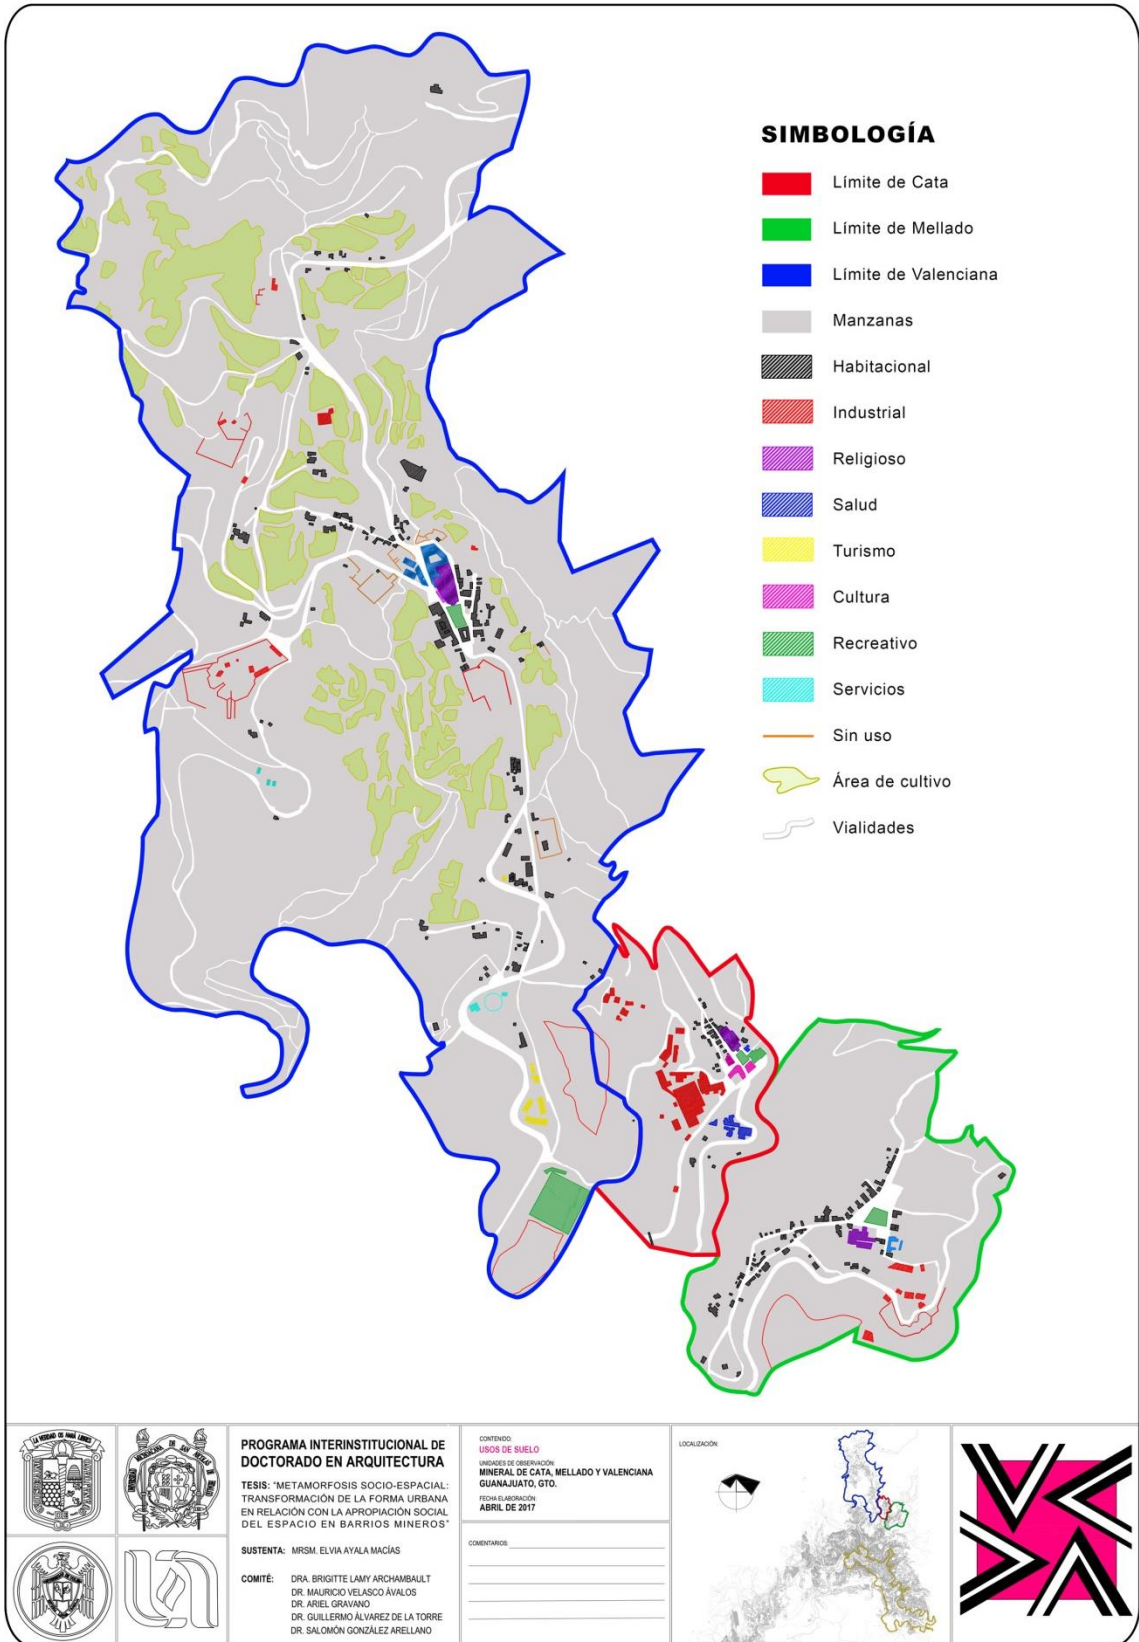 SIMBOLOGÍA
Límite de Cata
Límite de Mellado
Límite de Valenciana
Manzanas
Habitacional
Industrial
Religioso
Salud
Turismo
Cultura
Recreativo
Servicios
Sin uso
Área de cultivo
Vialidades
LA VERDAD OS HARÁ LIBRES
PROGRAMA INTERINSTITUCIONAL DE
DOCTORADO EN ARQUITECTURA
TESIS: "METAMORFOSIS SOCIO-ESPACIAL:
TRANSFORMACIÓN DE LA FORMA URBANA
EN RELACIÓN CON LA APROPIACIÓN SOCIAL
DEL ESPACIO EN BARRIOS MINEROS"
SUSTENTA: MRSM. ELVIA AYALA MACÍAS
COMITÉ: DRA. BRIGITTE LAMY ARCHAMBAULT
DR. MAURICIO VELASCO ÁVALOS
DR. ARIEL GRAVANO
DR. GUILLERMO ÁLVAREZ DE LA TORRE
DR. SALOMÓN GONZÁLEZ ARELLANO
CONTENIDO:
USOS DE SUELO
UNIDADES DE OBSERVACIÓN:
MINERAL DE CATA, MELLADO Y VALENCIANA
GUANAJUATO, GTO.
FECHA ELABORACIÓN:
ABRIL DE 2017
COMENTARIOS:
LOCALIZACIÓN: